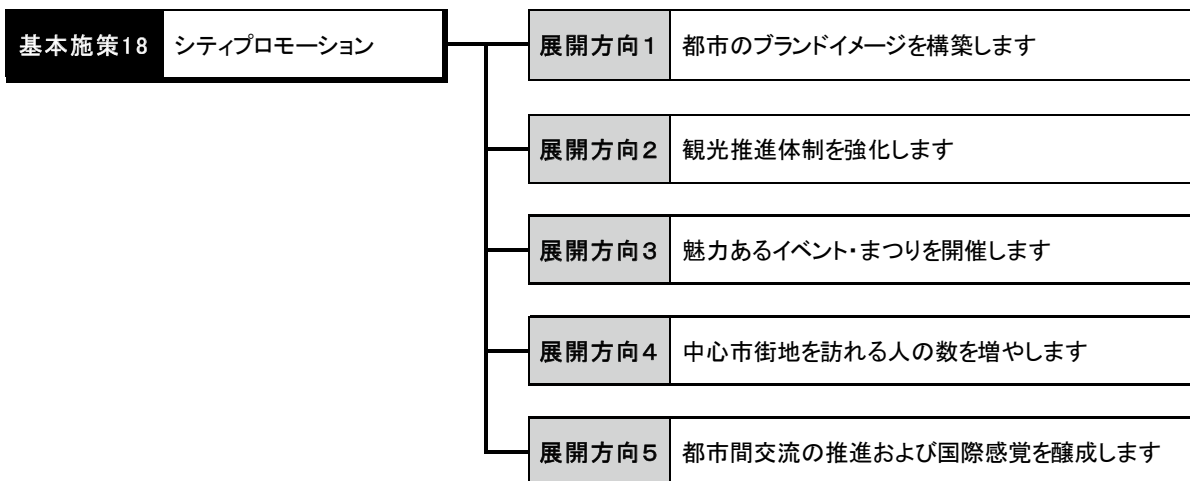 基本施策18 シティプロモーション
展開方向1 都市のブランドイメージを構築します
展開方向2 観光推進体制を強化します
展開方向3 魅力あるイベント・まつりを開催します
展開方向4 中心市街地を訪れる人の数を増やします
展開方向5 都市間交流の推進および国際感覚を醸成します